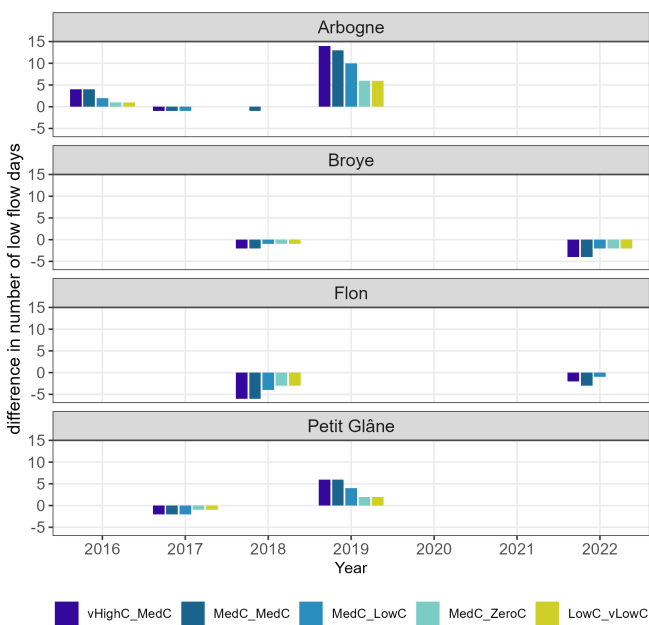 Arbogne
15
10
5
0
-5
Broye
15
10
5
0
-5
Flon
15
10
5
0
-5
Petit Glâne
15
10
5
0
-5
difference in number of low flow days
2016 2017 2018 2019 2020 2021 2022
Year
vHighC_MedC MedC_MedC MedC_LowC MedC_ZeroC LowC_vLowC